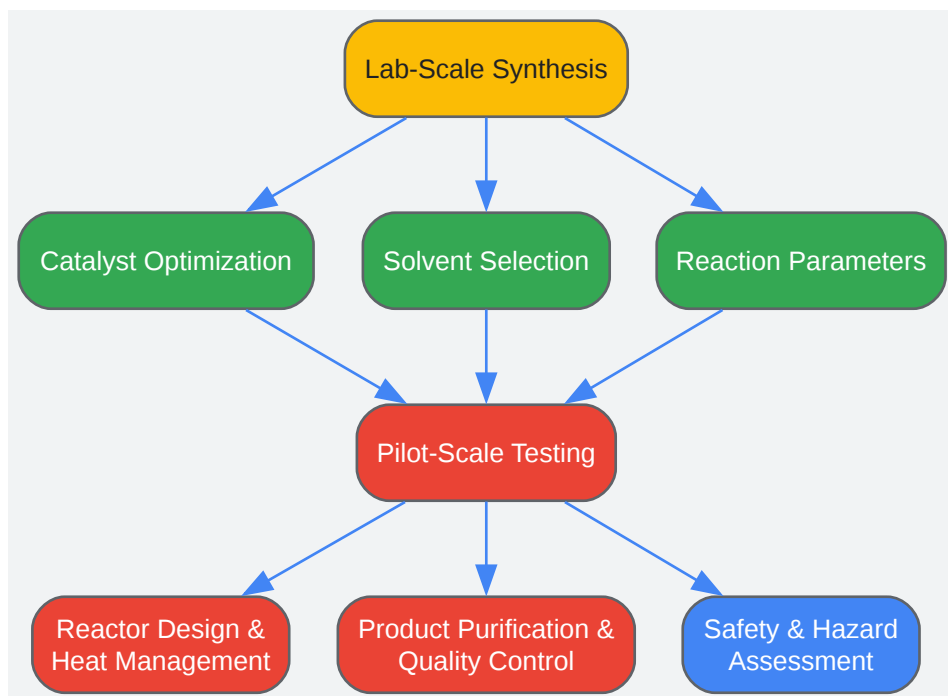 Lab-Scale Synthesis
Catalyst Optimization
Solvent Selection
Reaction Parameters
Pilot-Scale Testing
Reactor Design &
Heat Management
Product Purification &
Quality Control
Safety & Hazard
Assessment